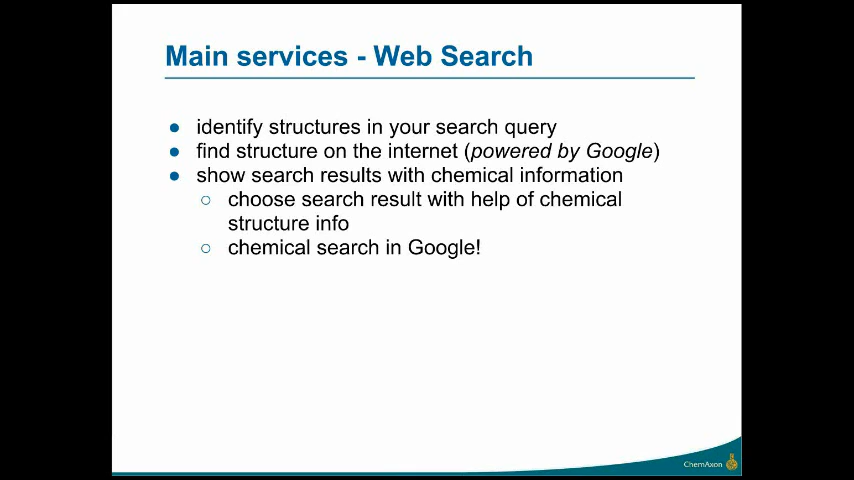 Main services - Web Search
● identify structures in your search query
● find structure on the internet (powered by Google)
● show search results with chemical information
○ choose search result with help of chemical
structure info
○ chemical search in Google!
ChemAxon